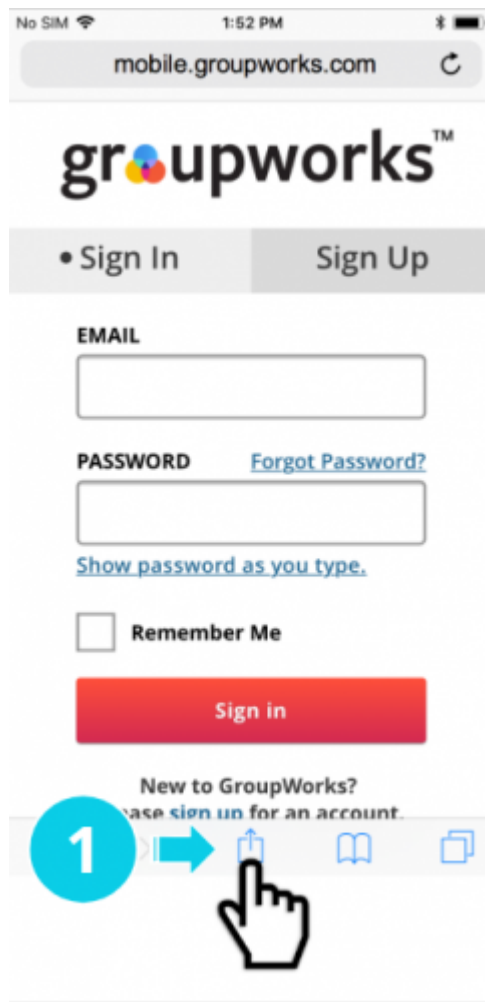 No SIM 1:52 PM
mobile.groupworks.com
groupworks™
• Sign In Sign Up
EMAIL
PASSWORD Forgot Password?
Show password as you type.
Remember Me
Sign in
New to GroupWorks?
ase sign up for an account.
1